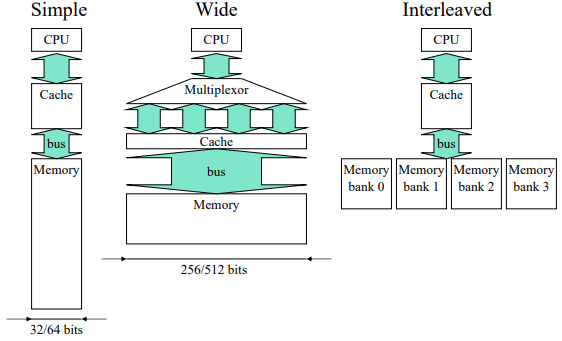 Simple
Wide
Interleaved
CPU
CPU
CPU
Cache
Multiplexor
Cache
Cache
bus
bus
bus
Memory
Memory
Memory
bank 0
Memory
bank 1
Memory
bank 2
Memory
bank 3
256/512 bits
32/64 bits